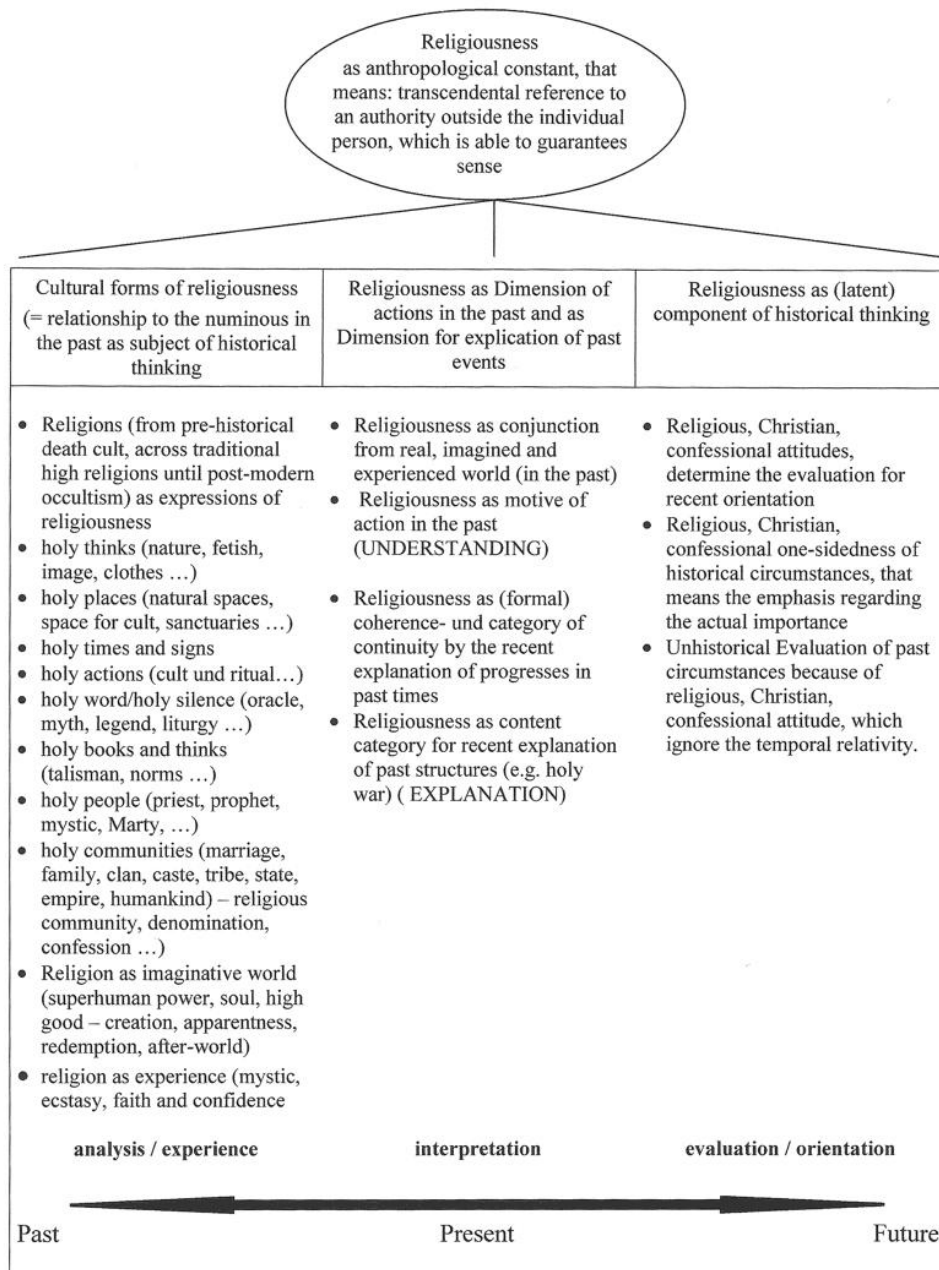 Religiousness
as anthropological constant, that
means: transcendental reference to
an authority outside the individual
person, which is able to guarantees
sense
Cultural forms of religiousness
(= relationship to the numinous in
the past as subject of historical
thinking
Religiousness as Dimension of
actions in the past and as
Dimension for explication of past
events
Religiousness as (latent)
component of historical thinking
• Religions (from pre-historical
death cult, across traditional
high religions until post-modern
occultism) as expressions of
religiousness
• holy thinks (nature, fetish,
image, clothes …)
• holy places (natural spaces,
space for cult, sanctuaries …)
• holy times and signs
• holy actions (cult und ritual…)
• holy word/holy silence (oracle,
myth, legend, liturgy …)
• holy books and thinks
(talisman, norms …)
• holy people (priest, prophet,
mystic, Marty, …)
• holy communities (marriage,
family, clan, caste, tribe, state,
empire, humankind) – religious
community, denomination,
confession …)
• Religion as imaginative world
(superhuman power, soul, high
good – creation, apparentness,
redemption, after-world)
• religion as experience (mystic,
ecstasy, faith and confidence
• Religiousness as conjunction
from real, imagined and
experienced world (in the past)
• Religiousness as motive of
action in the past
(UNDERSTANDING)
• Religiousness as (formal)
coherence- und category of
continuity by the recent
explanation of progresses in
past times
• Religiousness as content
category for recent explanation
of past structures (e.g. holy
war) ( EXPLANATION)
• Religious, Christian,
confessional attitudes,
determine the evaluation for
recent orientation
• Religious, Christian,
confessional one-sidedness of
historical circumstances, that
means the emphasis regarding
the actual importance
• Unhistorical Evaluation of past
circumstances because of
religious, Christian,
confessional attitude, which
ignore the temporal relativity.
analysis / experience
interpretation
evaluation / orientation
Past
Present
Future